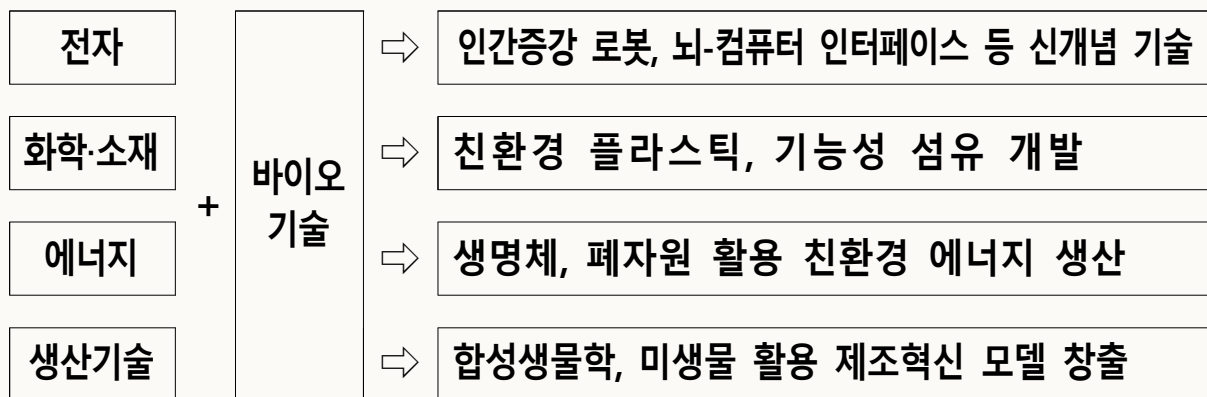 전자
⇨ 인간증강 로봇, 뇌-컴퓨터 인터페이스 등 신개념 기술
화학·소재
⇨ 친환경 플라스틱, 기능성 섬유 개발
+
바이오
기술
에너지
⇨ 생명체, 폐자원 활용 친환경 에너지 생산
생산기술
⇨ 합성생물학, 미생물 활용 제조혁신 모델 창출